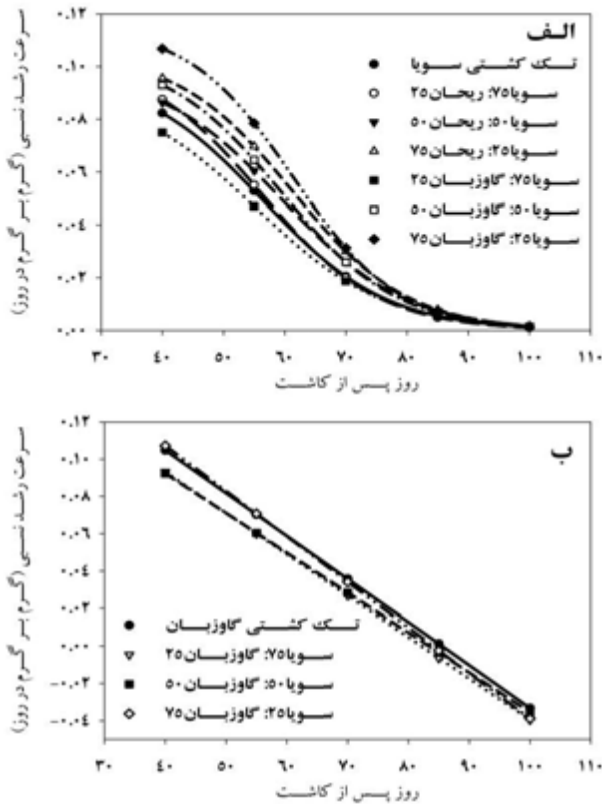 سرعت رشد نسبی (گرم بر گرم در روز)
الف
تک کشتی سویا
سویا۷۵: ریحان۲۵
سویا۵۰: ریحان۵۰
سویا۲۵: ریحان۷۵
سویا۷۵: گاوزبان۲۵
سویا۵۰: گاوزبان۵۰
سویا۲۵: گاوزبان۷۵
۰.۱۲
۰.۱۰
۰.۰۸
۰.۰۶
۰.۰۴
۰.۰۲
۰.۰۰
۳۰ ۴۰ ۵۰ ۶۰ ۷۰ ۸۰ ۹۰ ۱۰۰ ۱۱۰
روز پس از کاشت
سرعت رشد نسبی (گرم بر گرم در روز)
ب
۰.۱۲
۰.۱۰
۰.۰۸
۰.۰۶
۰.۰۴
۰.۰۲
۰.۰۰
-۰.۰۲
-۰.۰۴
تک کشتی گاوزبان
سویا۷۵: گاوزبان۲۵
سویا۵۰: گاوزبان۵۰
سویا۲۵: گاوزبان۷۵
۳۰ ۴۰ ۵۰ ۶۰ ۷۰ ۸۰ ۹۰ ۱۰۰ ۱۱۰
روز پس از کاشت